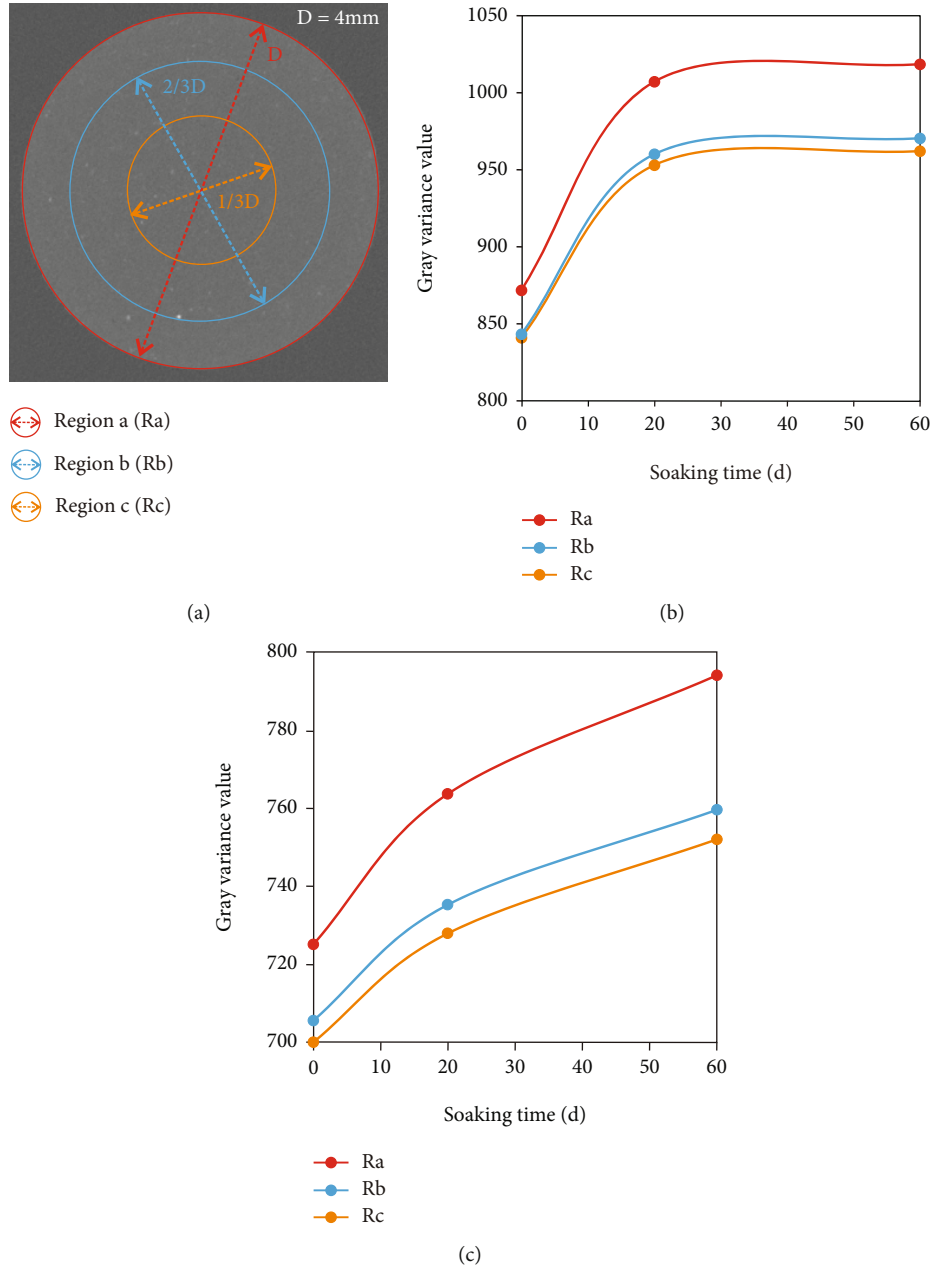 D = 4mm
D
2/3D
1/3D
Region a (Ra)
Region b (Rb)
Region c (Rc)
(a)
1050
1000
950
900
850
800
Gray variance value
0 10 20 30 40 50 60
Soaking time (d)
Ra
Rb
Rc
(b)
800
780
760
740
720
700
Gray variance value
0 10 20 30 40 50 60
Soaking time (d)
Ra
Rb
Rc
(c)